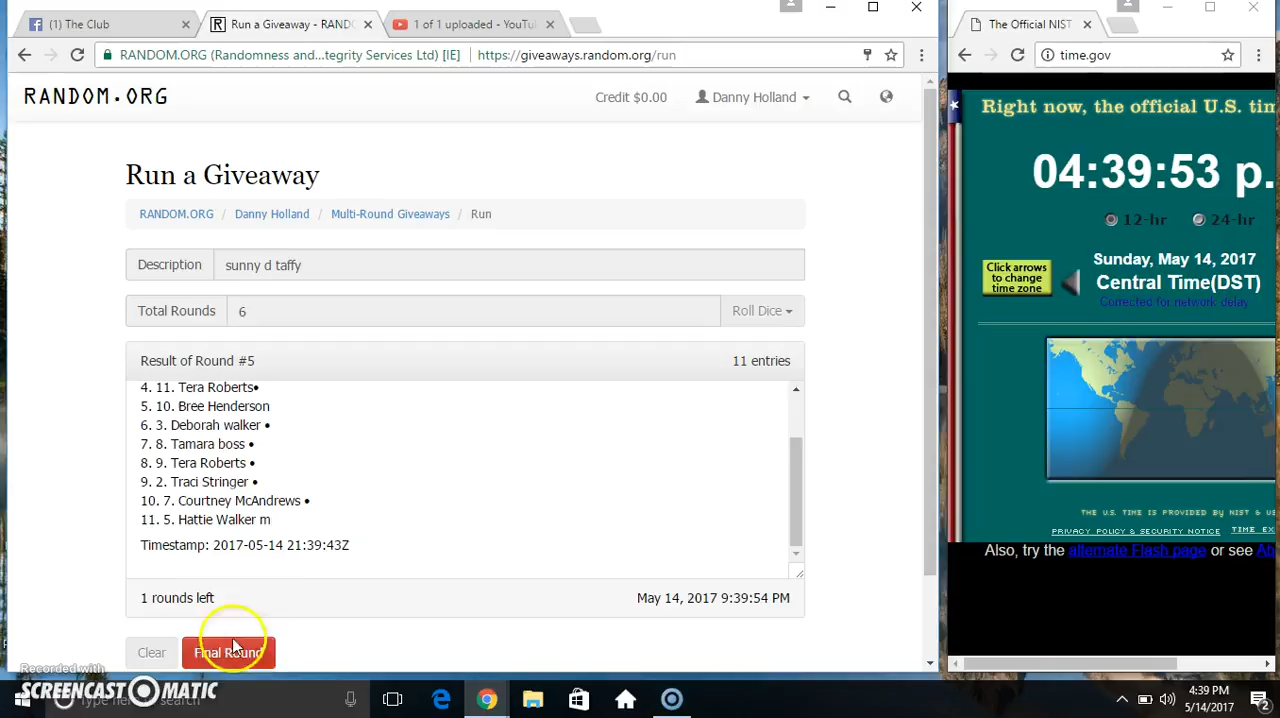 (1) The Club
Run a Giveaway - RANDO
1 of 1 uploaded - YouTu
The Official NIST
RANDOM.ORG (Randomness and...tegrity Services Ltd) [IE]
https://giveaways.random.org/run
time.gov
RANDOM.ORG
Credit $0.00
Danny Holland
Right now, the official U.S. tim
04:39:53 p.
12-hr
24-hr
Run a Giveaway
RANDOM.ORG / Danny Holland / Multi-Round Giveaways / Run
Click arrows
to change
time zone
Sunday, May 14, 2017
Central Time(DST)
Corrected for network delay
Description
sunny d taffy
Total Rounds
6
Roll Dice
Result of Round #5
11 entries
4. 11. Tera Roberts•
5. 10. Bree Henderson
6. 3. Deborah walker •
7. 8. Tamara boss •
8. 9. Tera Roberts •
9. 2. Traci Stringer •
10. 7. Courtney McAndrews •
11. 5. Hattie Walker m
Timestamp: 2017-05-14 21:39:43Z
THE U.S. TIME IS PROVIDED BY NIST & US
PRIVACY POLICY & SECURITY NOTICE
TIME EX
Also, try the alternate Flash page or see Ab
1 rounds left
May 14, 2017 9:39:54 PM
Clear
Final Round
Recorded with
SCREENCAST MATIC
Type here to search
4:39 PM
5/14/2017
2